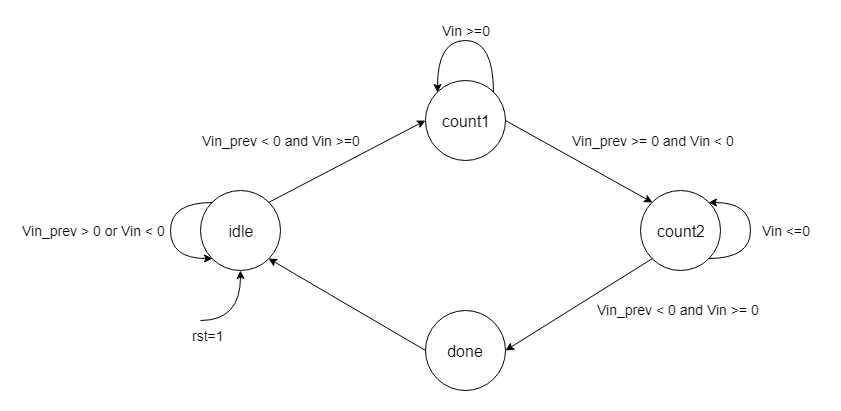 Vin >=0
count1
Vin_prev < 0 and Vin >=0
Vin_prev >= 0 and Vin < 0
Vin_prev > 0 or Vin < 0
idle
count2
Vin <=0
Vin_prev < 0 and Vin >= 0
rst=1
done